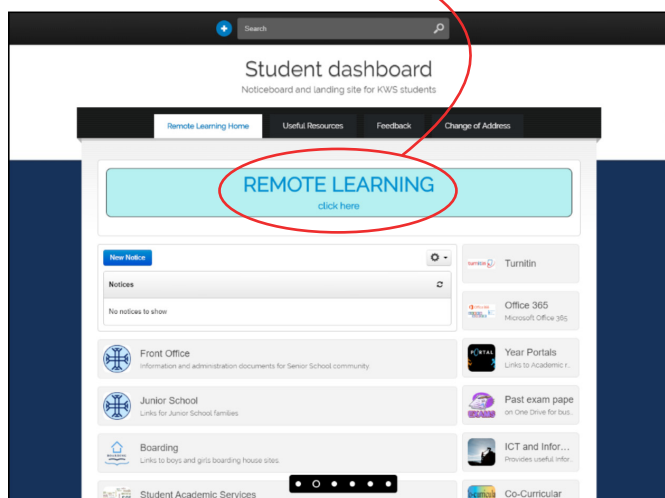 Search
Student dashboard
Noticeboard and landing site for KWS students
Remote Learning Home
Useful Resources
Feedback
Change of Address
REMOTE LEARNING
click here
New Notice
Notices
No notices to show
Turnitin
Office 365
Microsoft Office 365
Front Office
Information and administration documents for Senior School community
Year Portals
Links to Academic r..
Junior School
Links for Junior School families
Past exam pape
on One Drive for bus..
Boarding
Links to boys and girls boarding house sites
ICT and Infor...
Provides useful infor..
Student Academic Services
Co-Curricular